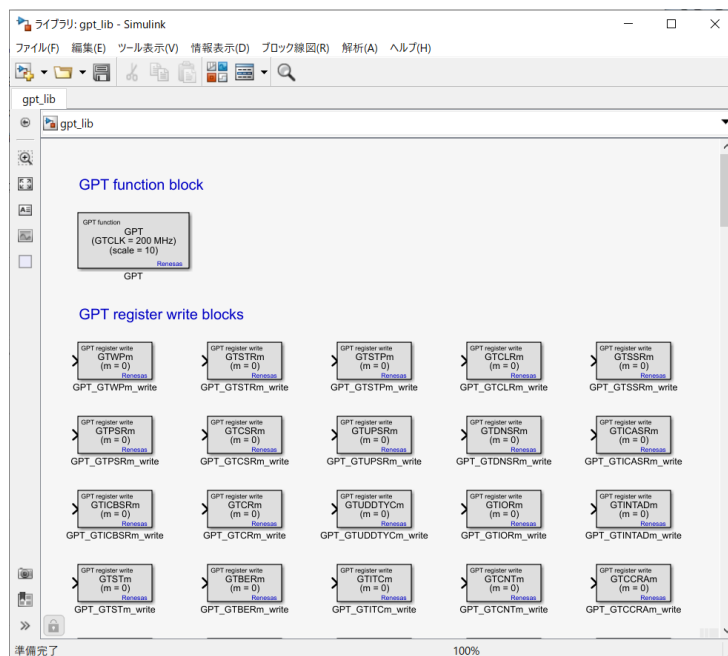 ライブラリ: gpt_lib - Simulink
ファイル(F) 編集(E) ツール表示(V) 情報表示(D) ブロック線図(R) 解析(A) ヘルプ(H)
gpt_lib
gpt_lib
GPT function block
GPT function
GPT
(GTCLK = 200 MHz)
(scale = 10)
Renesas
GPT
GPT register write blocks
GPT register write
GTWPm
(m = 0)
Renesas
GPT_GTWPm_write
GPT register write
GTSTRm
(m = 0)
Renesas
GPT_GTSTRm_write
GPT register write
GTSTPm
(m = 0)
Renesas
GPT_GTSTPm_write
GPT register write
GTCLRm
(m = 0)
Renesas
GPT_GTCLRm_write
GPT register write
GTSSRm
(m = 0)
Renesas
GPT_GTSSRm_write
GPT register write
GTPSRm
(m = 0)
Renesas
GPT_GTPSRm_write
GPT register write
GTCSRm
(m = 0)
Renesas
GPT_GTCSRm_write
GPT register write
GTUPSRm
(m = 0)
Renesas
GPT_GTUPSRm_write
GPT register write
GTDNSRm
(m = 0)
Renesas
GPT_GTDNSRm_write
GPT register write
GTICASRm
(m = 0)
Renesas
GPT_GTICASRm_write
GPT register write
GTICBSRm
(m = 0)
Renesas
GPT_GTICBSRm_write
GPT register write
GTCRm
(m = 0)
Renesas
GPT_GTCRm_write
GPT register write
GTUDDTYCm
(m = 0)
Renesas
GPT_GTUDDTYCm_write
GPT register write
GTIORm
(m = 0)
Renesas
GPT_GTIORm_write
GPT register write
GTINTADm
(m = 0)
Renesas
GPT_GTINTADm_write
GPT register write
GTSTm
(m = 0)
Renesas
GPT_GTSTm_write
GPT register write
GTBERm
(m = 0)
Renesas
GPT_GTBERm_write
GPT register write
GTITCm
(m = 0)
Renesas
GPT_GTITCm_write
GPT register write
GTCNTm
(m = 0)
Renesas
GPT_GTCNTm_write
GPT register write
GTCCRAm
(m = 0)
Renesas
GPT_GTCCRAm_write
準備完了 100%